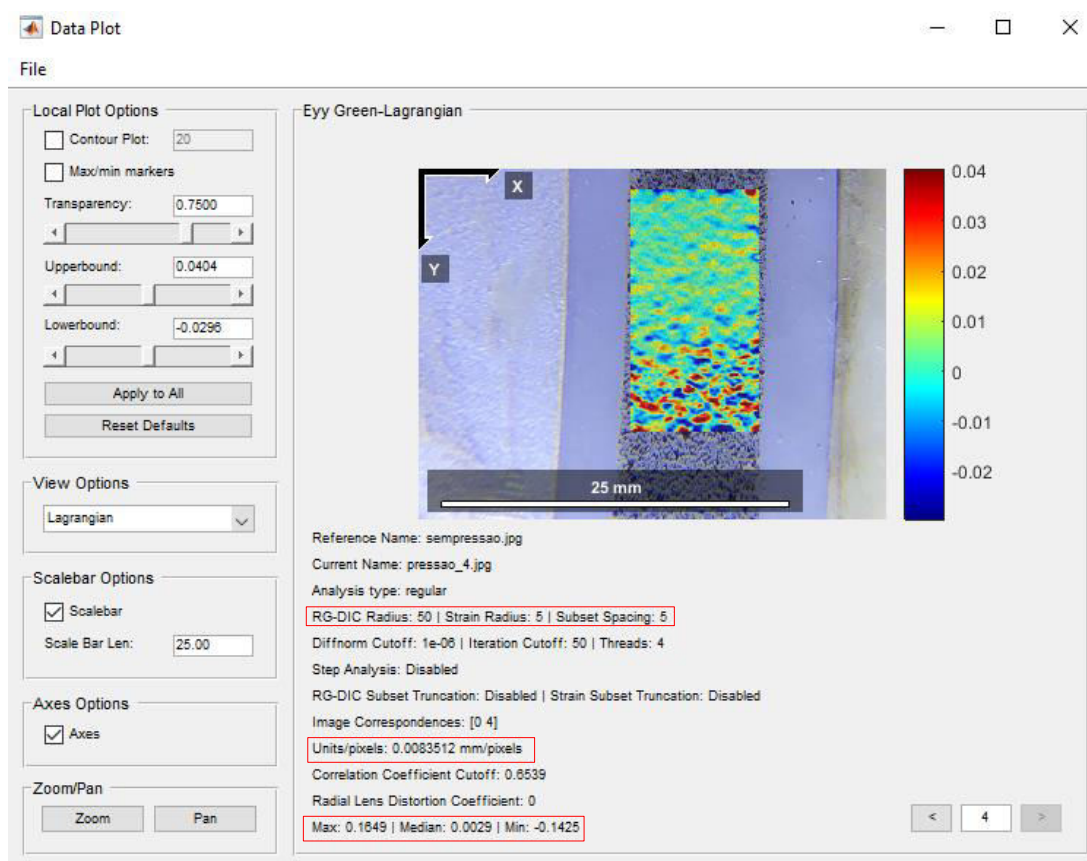 Data Plot
File
Local Plot Options
Contour Plot: 20
Max/min markers
Transparency: 0.7500
Upperbound: 0.0404
Lowerbound: -0.0296
Apply to All
Reset Defaults
View Options
Lagrangian
Scalebar Options
Scalebar
Scale Bar Len: 25.00
Axes Options
Axes
Zoom/Pan
Zoom Pan
Eyy Green-Lagrangian
X
Y
25 mm
0.04
0.03
0.02
0.01
0
-0.01
-0.02
Reference Name: sempressao.jpg
Current Name: pressao_4.jpg
Analysis type: regular
RG-DIC Radius: 50 | Strain Radius: 5 | Subset Spacing: 5
Diffnorm Cutoff: 1e-06 | Iteration Cutoff: 50 | Threads: 4
Step Analysis: Disabled
RG-DIC Subset Truncation: Disabled | Strain Subset Truncation: Disabled
Image Correspondences: [0 4]
Units/pixels: 0.0083512 mm/pixels
Correlation Coefficient Cutoff: 0.6539
Radial Lens Distortion Coefficient: 0
Max: 0.1649 | Median: 0.0029 | Min: -0.1425
< 4 >